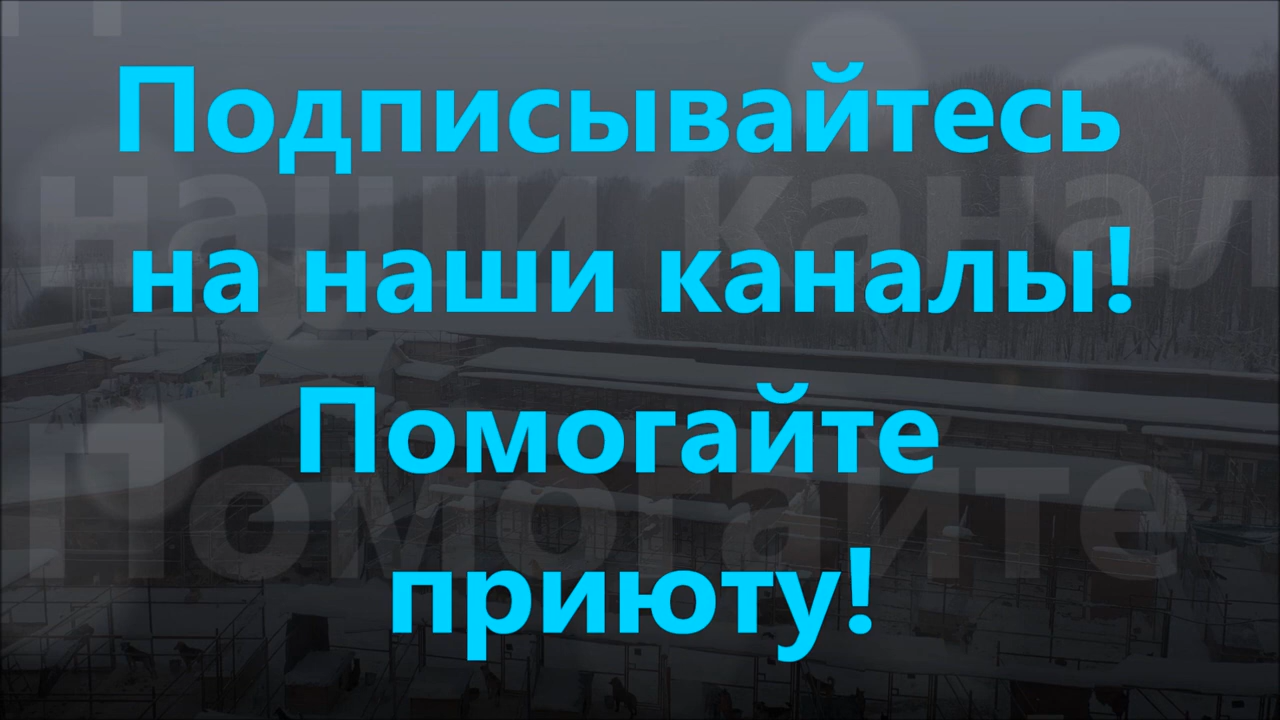 Подписывайтесь
на наши каналы!
Помогайте
приюту!